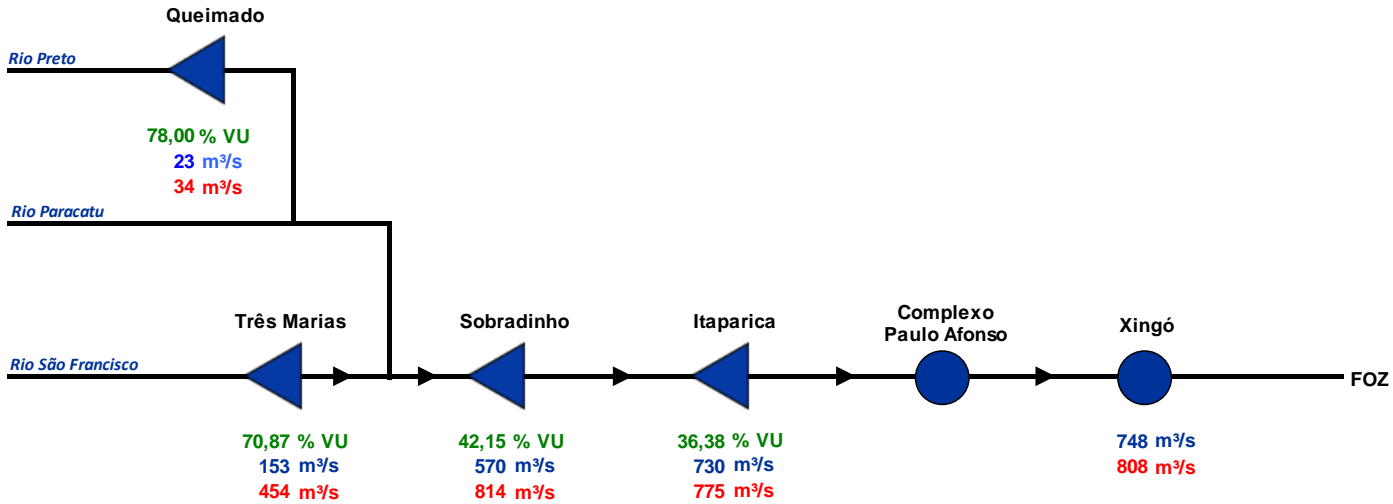 Queimado
Rio Preto
78,00 % VU
23 m³/s
34 m³/s
Rio Paracatu
Três Marias
Sobradinho
Itaparica
Complexo
Paulo Afonso
Xingó
Rio São Francisco
FOZ
70,87 % VU
153 m³/s
454 m³/s
42,15 % VU
570 m³/s
814 m³/s
36,38 % VU
730 m³/s
775 m³/s
748 m³/s
808 m³/s